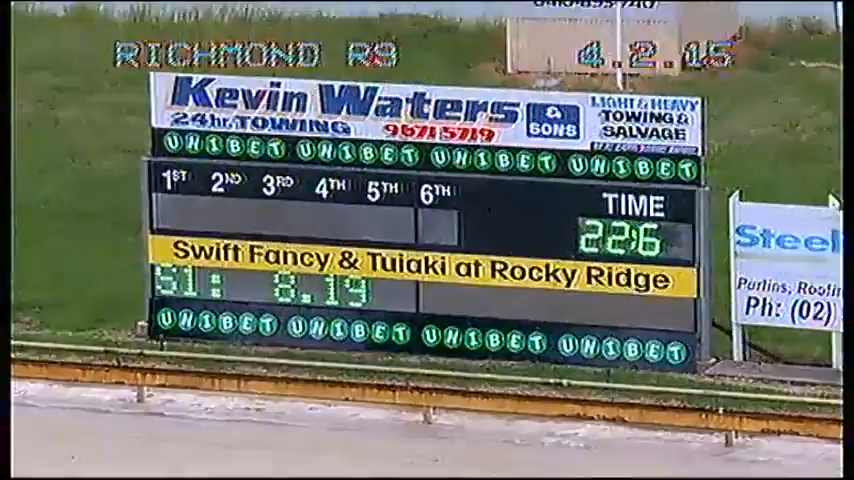 RICHMOND R9 4.2.15
Kevin Waters & SONS
24hr. TOWING 9671 5719
LIGHT & HEAVY
TOWING &
SALVAGE
UNIBET UNIBET UNIBET UNIBET
1ST 2ND 3RD 4TH 5TH 6TH TIME
22:6
Swift Fancy & Tuiaki at Rocky Ridge
S1: 8.19
UNIBET UNIBET UNIBET UNIBET
Steel
Purlins, Roofin
Ph: (02)